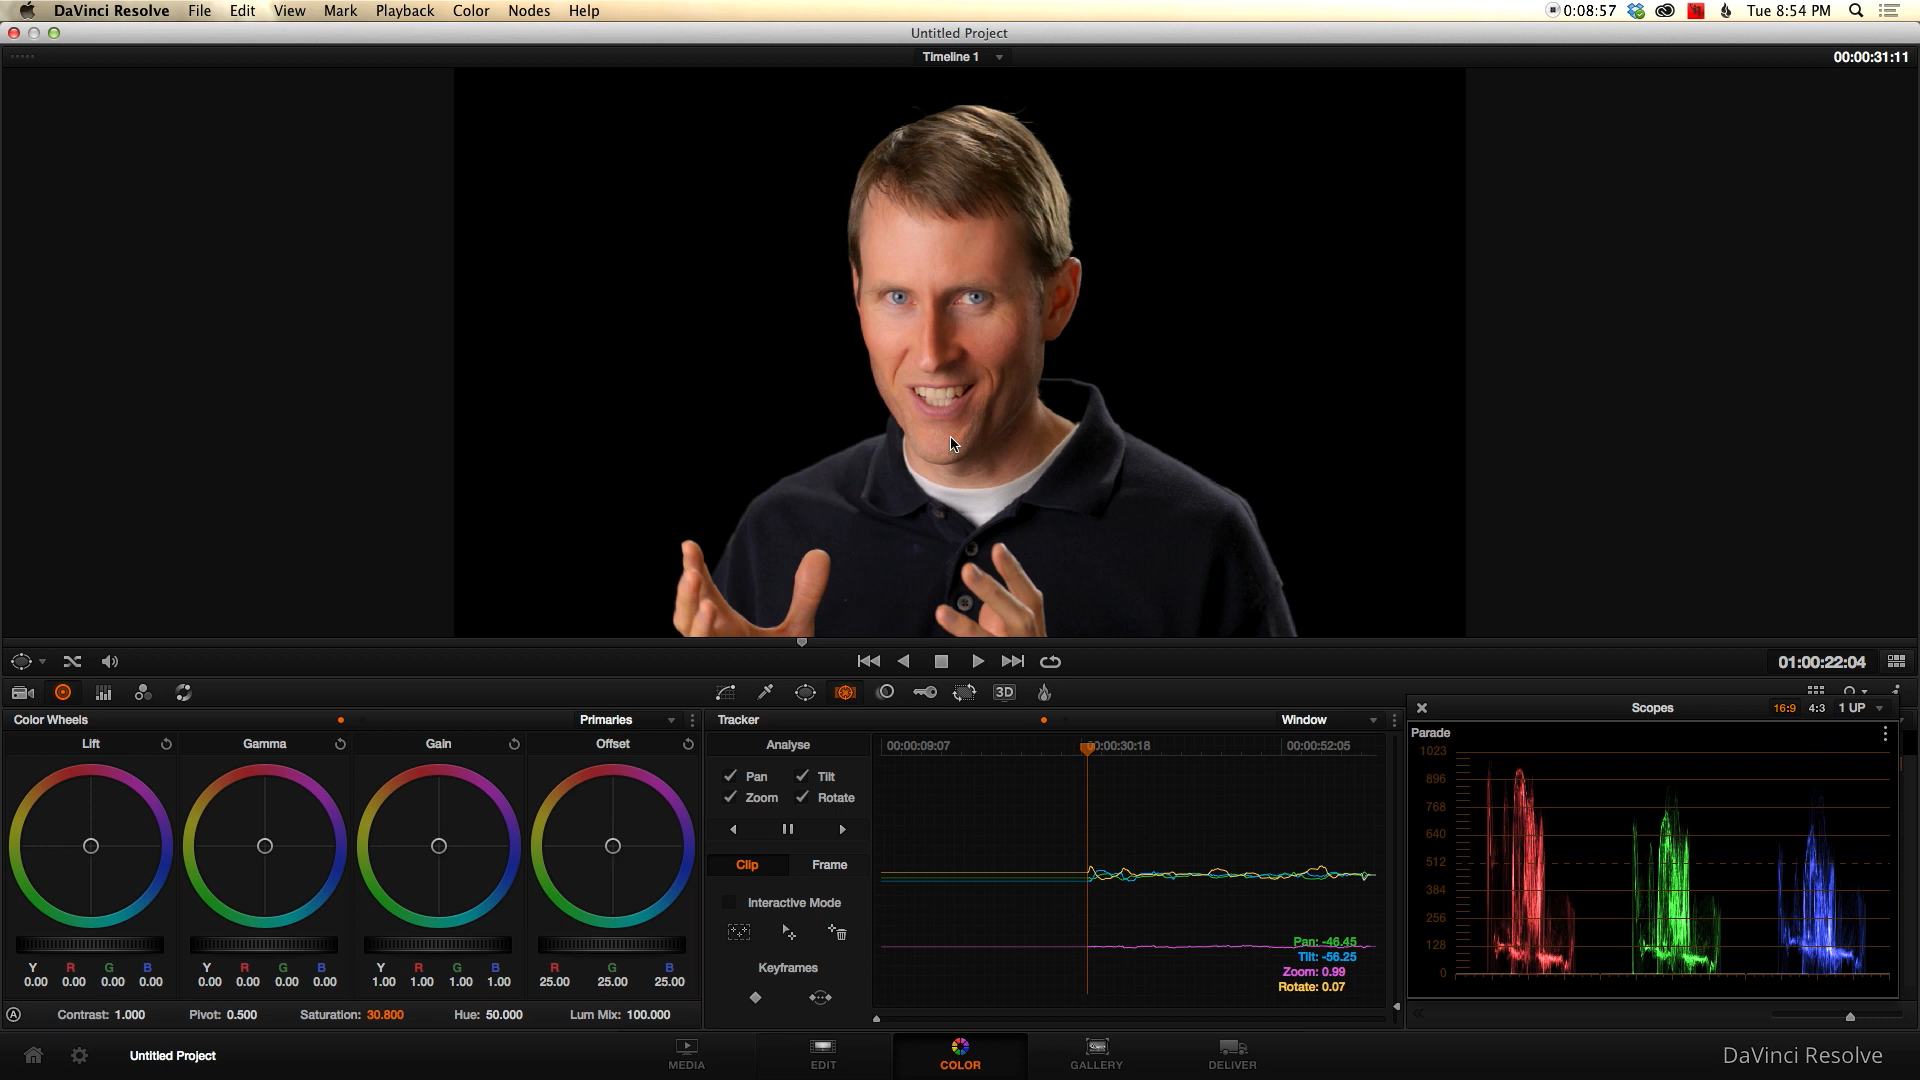 DaVinci Resolve File Edit View Mark Playback Color Nodes Help 0:08:57 Tue 8:54 PM
Untitled Project
Timeline 1 00:00:31:11
01:00:22:04
3D
Color Wheels Primaries Tracker Window Scopes 16:9 4:3 1 UP
Lift Gamma Gain Offset Analyse 00:00:09:07 00:00:30:18 00:00:52:05 Parade
Pan Tilt
Zoom Rotate
Clip Frame
Interactive Mode
Keyframes
Pan: -46.45
Tilt: -56.25
Zoom: 0.99
Rotate: 0.07
1023
896
768
640
512
384
256
128
0
Y R G B Y R G B Y R G B R G B
0.00 0.00 0.00 0.00 0.00 0.00 0.00 0.00 1.00 1.00 1.00 1.00 25.00 25.00 25.00
A Contrast: 1.000 Pivot: 0.500 Saturation: 30.800 Hue: 50.000 Lum Mix: 100.000
Untitled Project MEDIA EDIT COLOR GALLERY DELIVER DaVinci Resolve